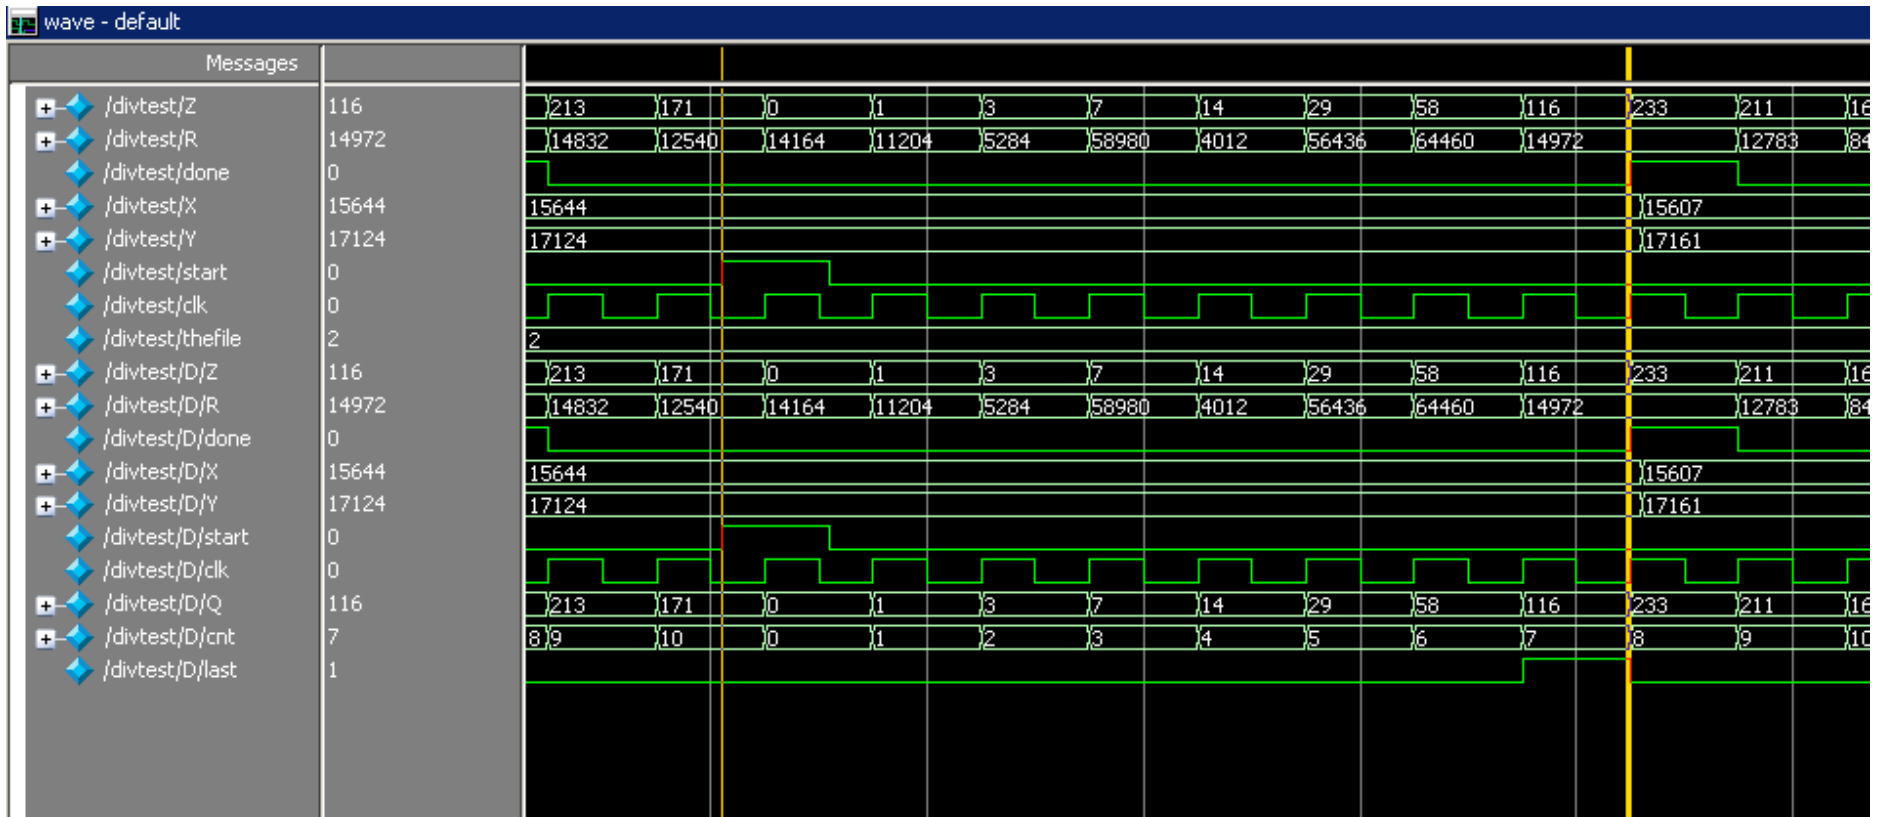 wave - default
Messages
/divtest/Z 116 213 171 0 1 3 7 14 29 58 116 233 211 16
/divtest/R 14972 14832 12540 14164 11204 5284 58980 4012 56436 64460 14972 12783 84
/divtest/done 0
/divtest/X 15644 15644 15607
/divtest/Y 17124 17124 17161
/divtest/start 0
/divtest/clk 0
/divtest/thefile 2 2
/divtest/D/Z 116 213 171 0 1 3 7 14 29 58 116 233 211 16
/divtest/D/R 14972 14832 12540 14164 11204 5284 58980 4012 56436 64460 14972 12783 84
/divtest/D/done 0
/divtest/D/X 15644 15644 15607
/divtest/D/Y 17124 17124 17161
/divtest/D/start 0
/divtest/D/clk 0
/divtest/D/Q 116 213 171 0 1 3 7 14 29 58 116 233 211 16
/divtest/D/cnt 7 8 9 10 0 1 2 3 4 5 6 7 8 9 10
/divtest/D/last 1